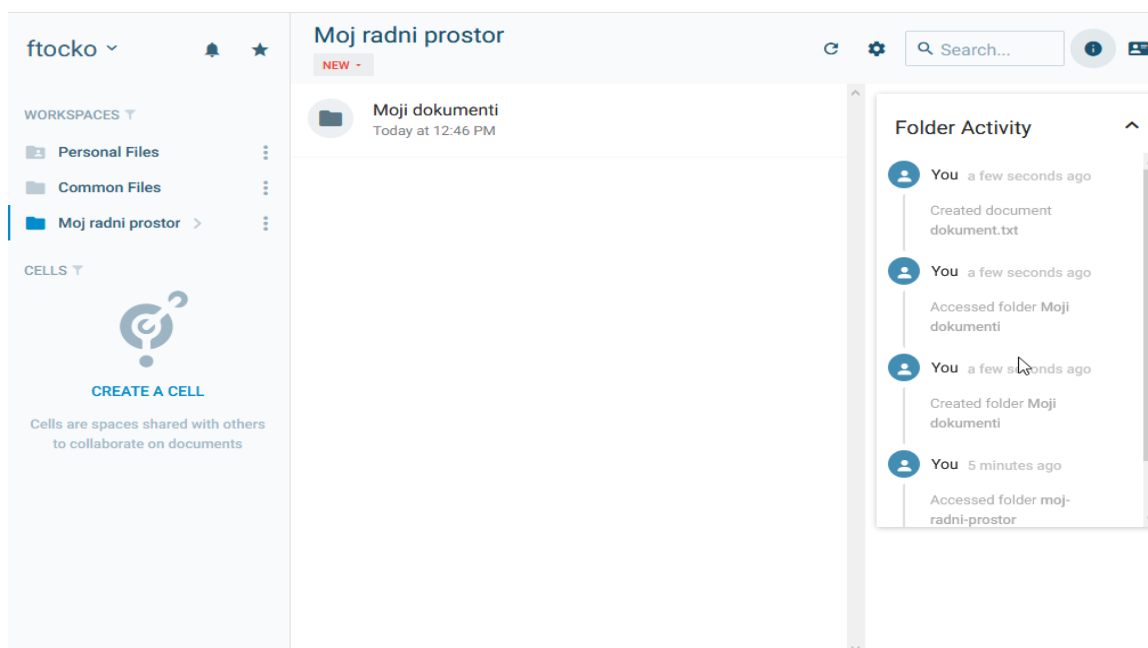 ftocko
WORKSPACES
Personal Files
Common Files
Moj radni prostor
CELLS
CREATE A CELL
Cells are spaces shared with others
to collaborate on documents
Moj radni prostor
NEW
Search...
Moji dokumenti
Today at 12:46 PM
Folder Activity
You a few seconds ago
Created document
dokument.txt
You a few seconds ago
Accessed folder Moji
dokumenti
You a few seconds ago
Created folder Moji
dokumenti
You 5 minutes ago
Accessed folder moj-
radni-prostor